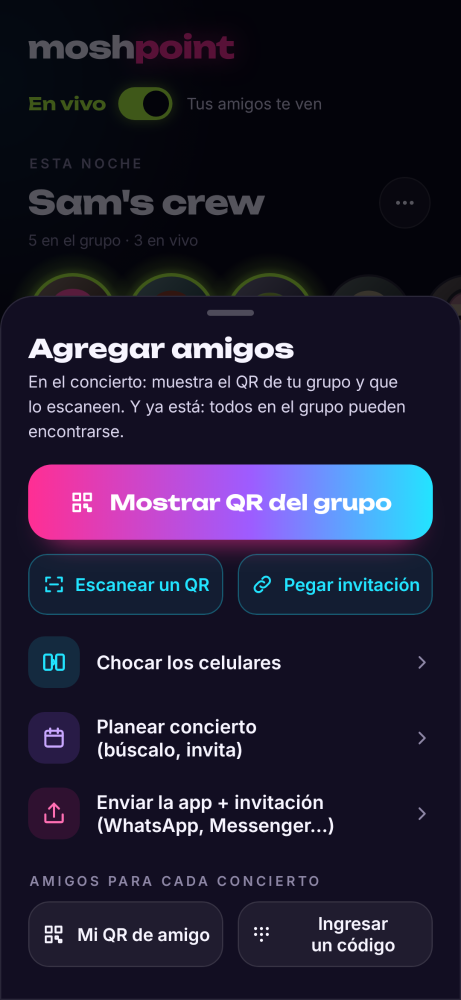 moshpoint
En vivo
Tus amigos te ven
ESTA NOCHE
Sam's crew
5 en el grupo · 3 en vivo
Agregar amigos
En el concierto: muestra el QR de tu grupo y que
lo escaneen. Y ya está: todos en el grupo pueden
encontrarse.
Mostrar QR del grupo
Escanear un QR
Pegar invitación
Chocar los celulares
Planear concierto
(búscalo, invita)
Enviar la app + invitación
(WhatsApp, Messenger...)
AMIGOS PARA CADA CONCIERTO
Mi QR de amigo
Ingresar
un código